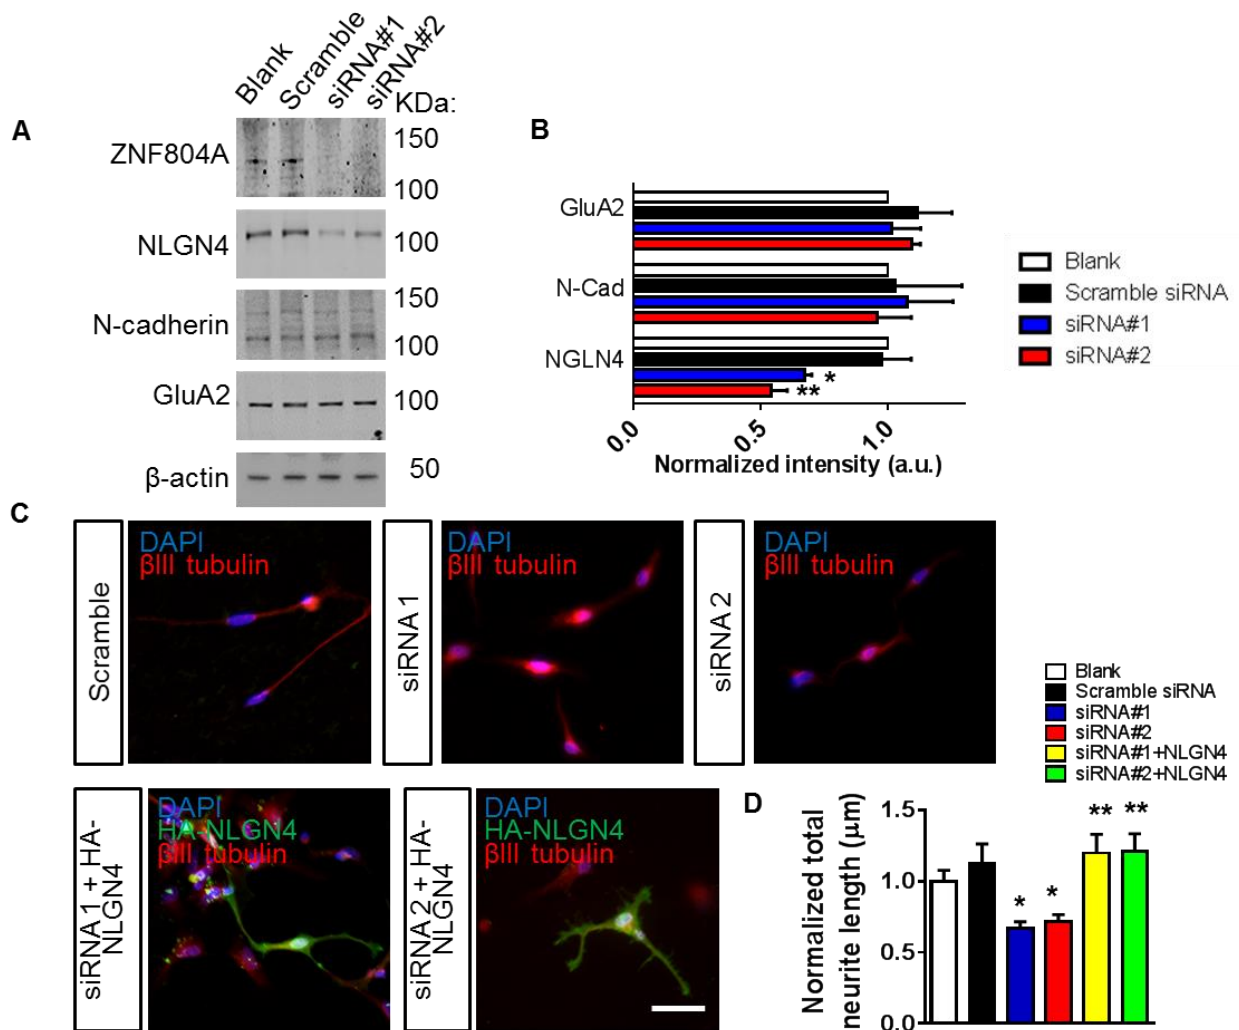 Blank
Scramble
siRNA#1
siRNA#2
KDa:
A
ZNF804A
150
100
NLGN4
100
N-cadherin
150
100
GluA2
100
β-actin
50
B
GluA2
N-Cad
NGLN4
*
**
0.0
0.5
1.0
Normalized intensity (a.u.)
Blank
Scramble siRNA
siRNA#1
siRNA#2
C
Scramble
DAPI
βIII tubulin
siRNA 1
DAPI
βIII tubulin
siRNA 2
DAPI
βIII tubulin
siRNA 1 + HA-
NLGN4
DAPI
HA-NLGN4
βIII tubulin
siRNA 2 + HA-
NLGN4
DAPI
HA-NLGN4
βIII tubulin
Blank
Scramble siRNA
siRNA#1
siRNA#2
siRNA#1+NLGN4
siRNA#2+NLGN4
D
Normalized total
neurite length (μm)
1.5
1.0
0.5
0.0
*
*
**
**